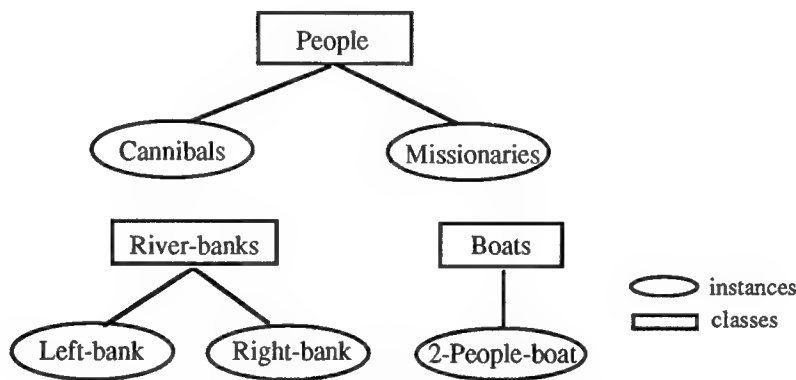 People
Cannibals
Missionaries
River-banks
Boats
instances
classes
Left-bank
Right-bank
2-People-boat